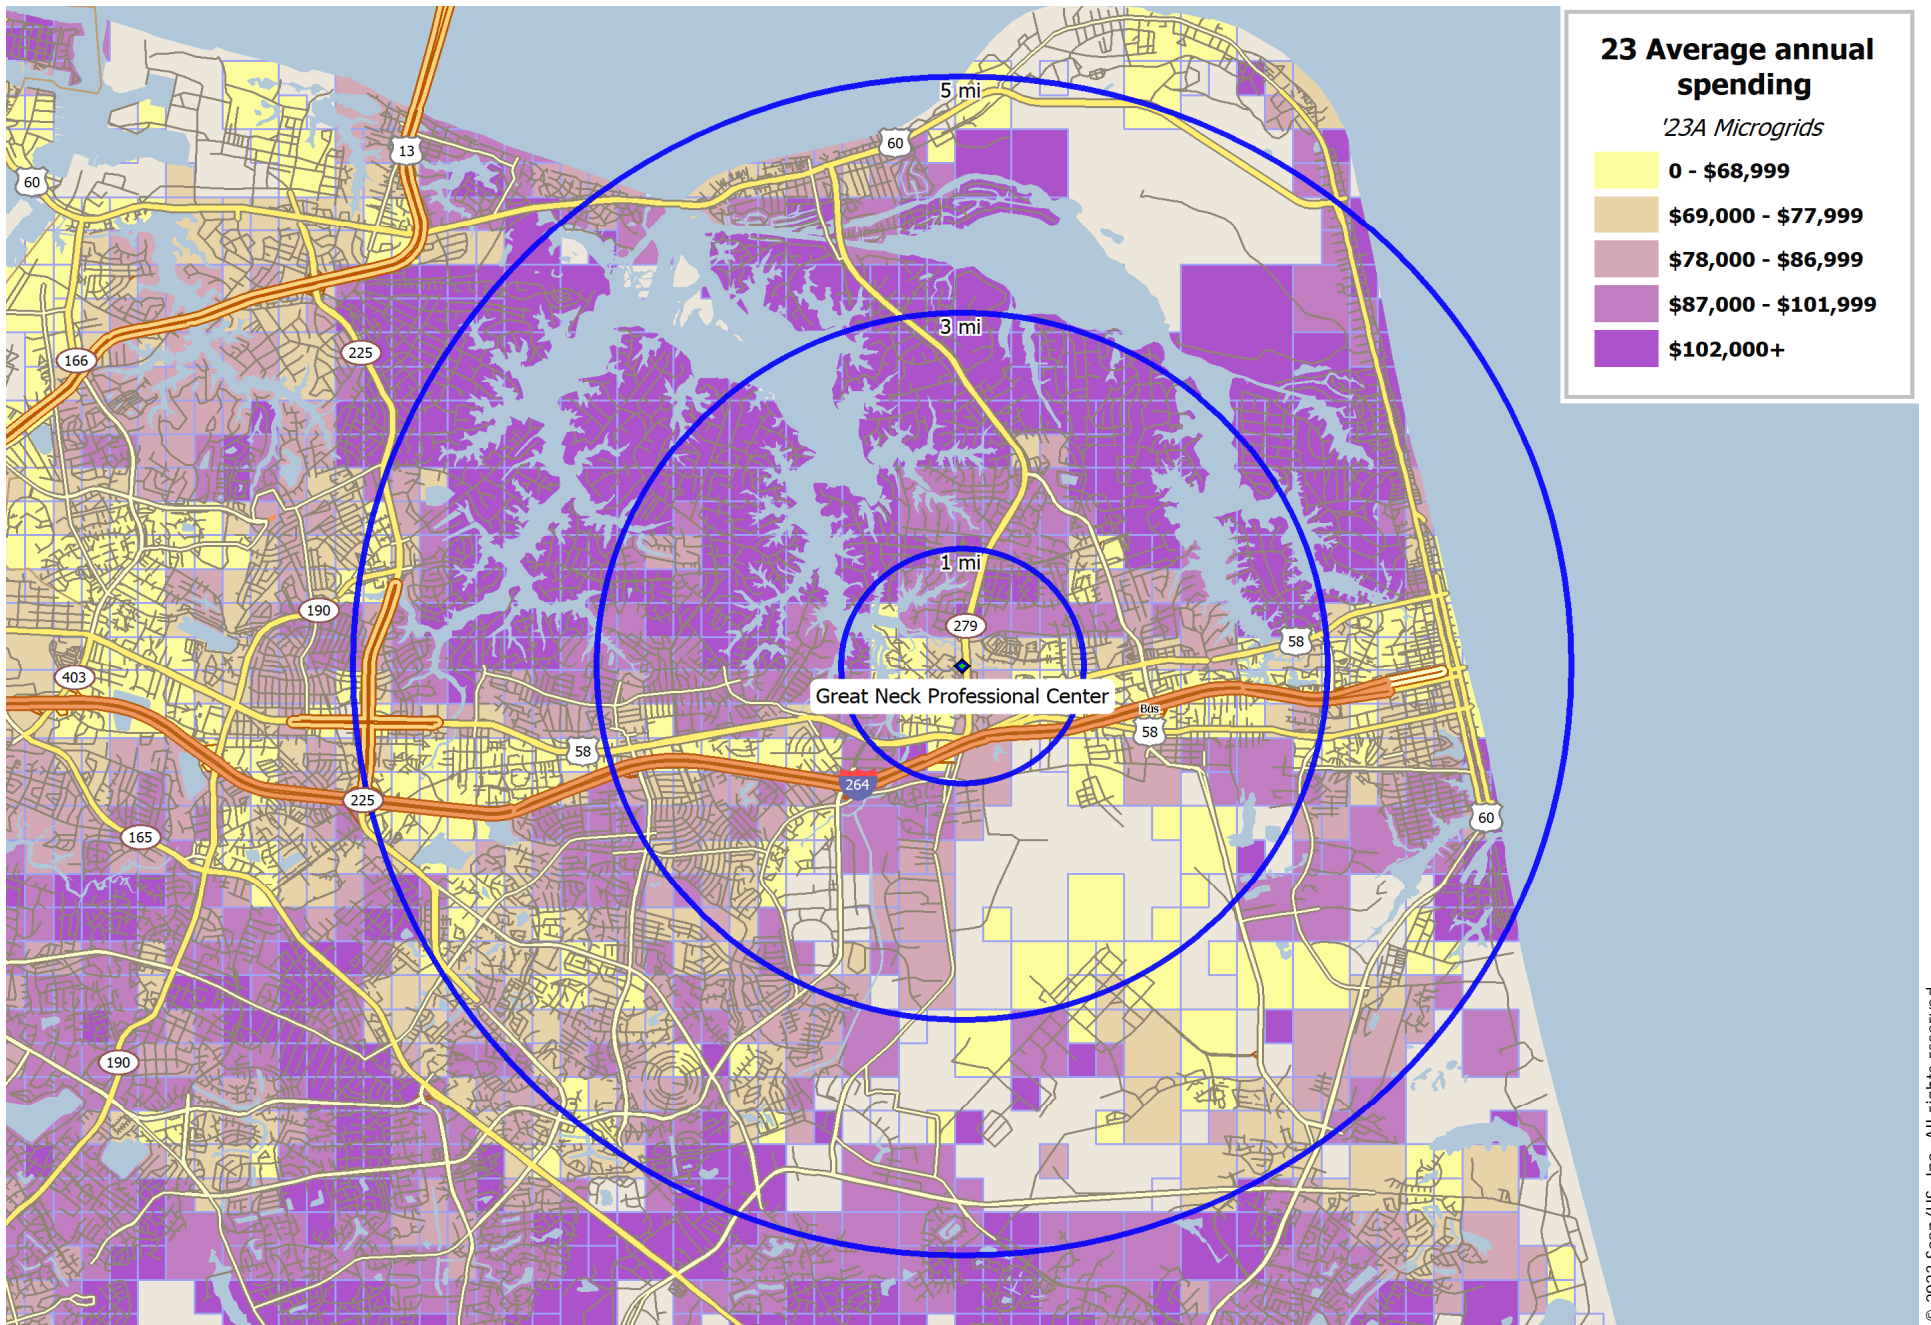 23 Average annual
spending
'23A Microgrids
0 - $68,999
$69,000 - $77,999
$78,000 - $86,999
$87,000 - $101,999
$102,000+
5 mi
60
13
60
3 mi
225
166
1 mi
190
279
58
403
Great Neck Professional Center
Bus
58
58
264
225
60
165
190